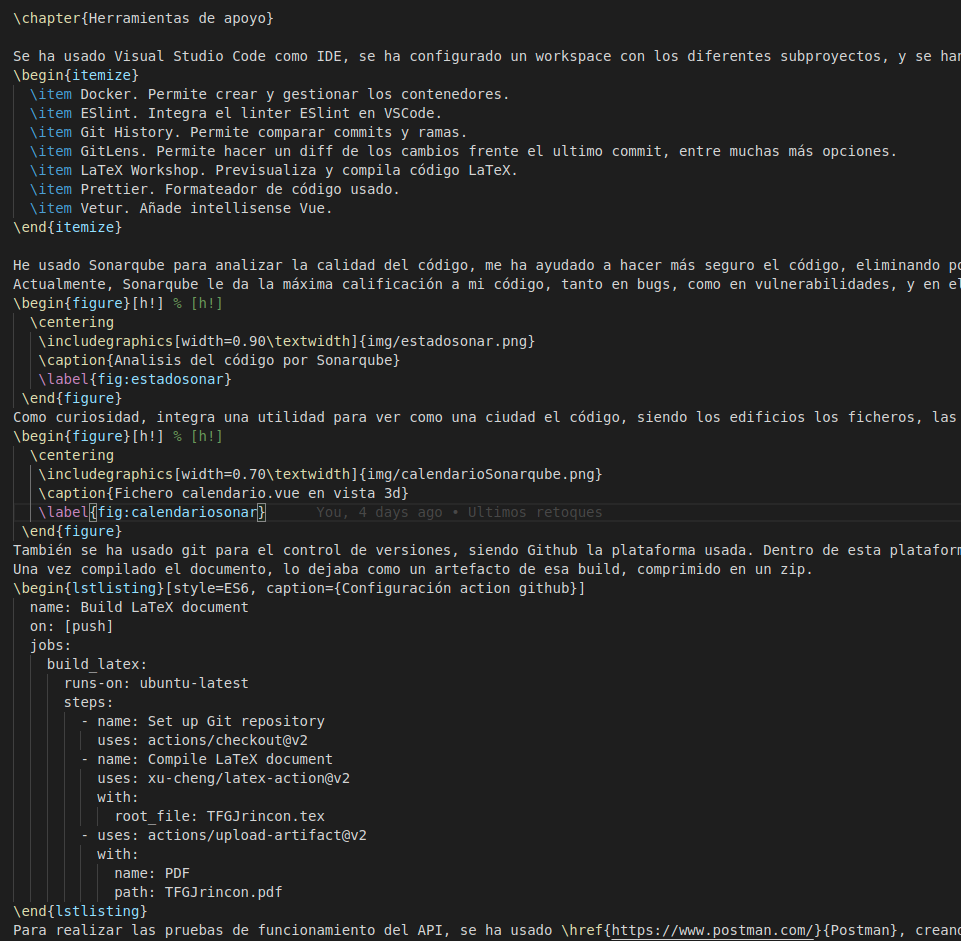 \chapter{Herramientas de apoyo}
Se ha usado Visual Studio Code como IDE, se ha configurado un workspace con los diferentes subproyectos, y se han
\begin{itemize}
\item Docker. Permite crear y gestionar los contenedores.
\item ESlint. Integra el linter ESlint en VSCode.
\item Git History. Permite comparar commits y ramas.
\item GitLens. Permite hacer un diff de los cambios frente el ultimo commit, entre muchas más opciones.
\item LaTeX Workshop. Previsualiza y compila código LaTeX.
\item Prettier. Formateador de código usado.
\item Vetur. Añade intellisense Vue.
\end{itemize}
He usado Sonarqube para analizar la calidad del código, me ha ayudado a hacer más seguro el código, eliminando po
Actualmente, Sonarqube le da la máxima calificación a mi código, tanto en bugs, como en vulnerabilidades, y en el
\begin{figure}[h!] % [h!]
\centering
\includegraphics[width=0.90\textwidth]{img/estadosonar.png}
\caption{Analisis del código por Sonarqube}
\label{fig:estadosonar}
\end{figure}
Como curiosidad, integra una utilidad para ver como una ciudad el código, siendo los edificios los ficheros, las
\begin{figure}[h!] % [h!]
\centering
\includegraphics[width=0.70\textwidth]{img/calendarioSonarqube.png}
\caption{Fichero calendario.vue en vista 3d}
\label{fig:calendariosonar} You, 4 days ago • Ultimos retoques
\end{figure}
También se ha usado git para el control de versiones, siendo Github la plataforma usada. Dentro de esta plataform
Una vez compilado el documento, lo dejaba como un artefacto de esa build, comprimido en un zip.
\begin{lstlisting}[style=ES6, caption={Configuración action github}]
name: Build LaTeX document
on: [push]
jobs:
build_latex:
runs-on: ubuntu-latest
steps:
- name: Set up Git repository
uses: actions/checkout@v2
- name: Compile LaTeX document
uses: xu-cheng/latex-action@v2
with:
root_file: TFGJrincon.tex
- uses: actions/upload-artifact@v2
with:
name: PDF
path: TFGJrincon.pdf
\end{lstlisting}
Para realizar las pruebas de funcionamiento del API, se ha usado \href{https://www.postman.com/}{Postman}, creand